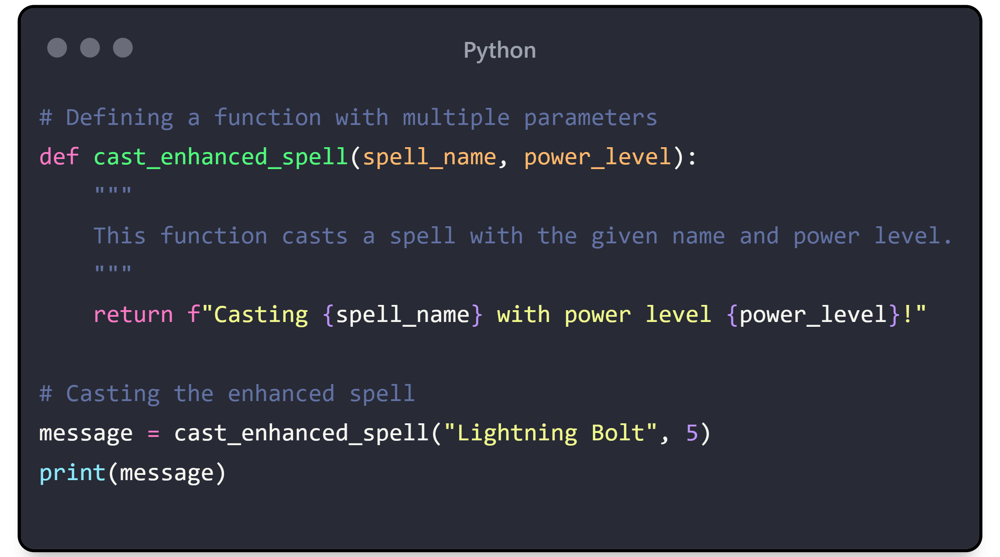 Python
# Defining a function with multiple parameters
def cast_enhanced_spell(spell_name, power_level):
    """
    This function casts a spell with the given name and power level.
    """
    return f"Casting {spell_name} with power level {power_level}!"
# Casting the enhanced spell
message = cast_enhanced_spell("Lightning Bolt", 5)
print(message)